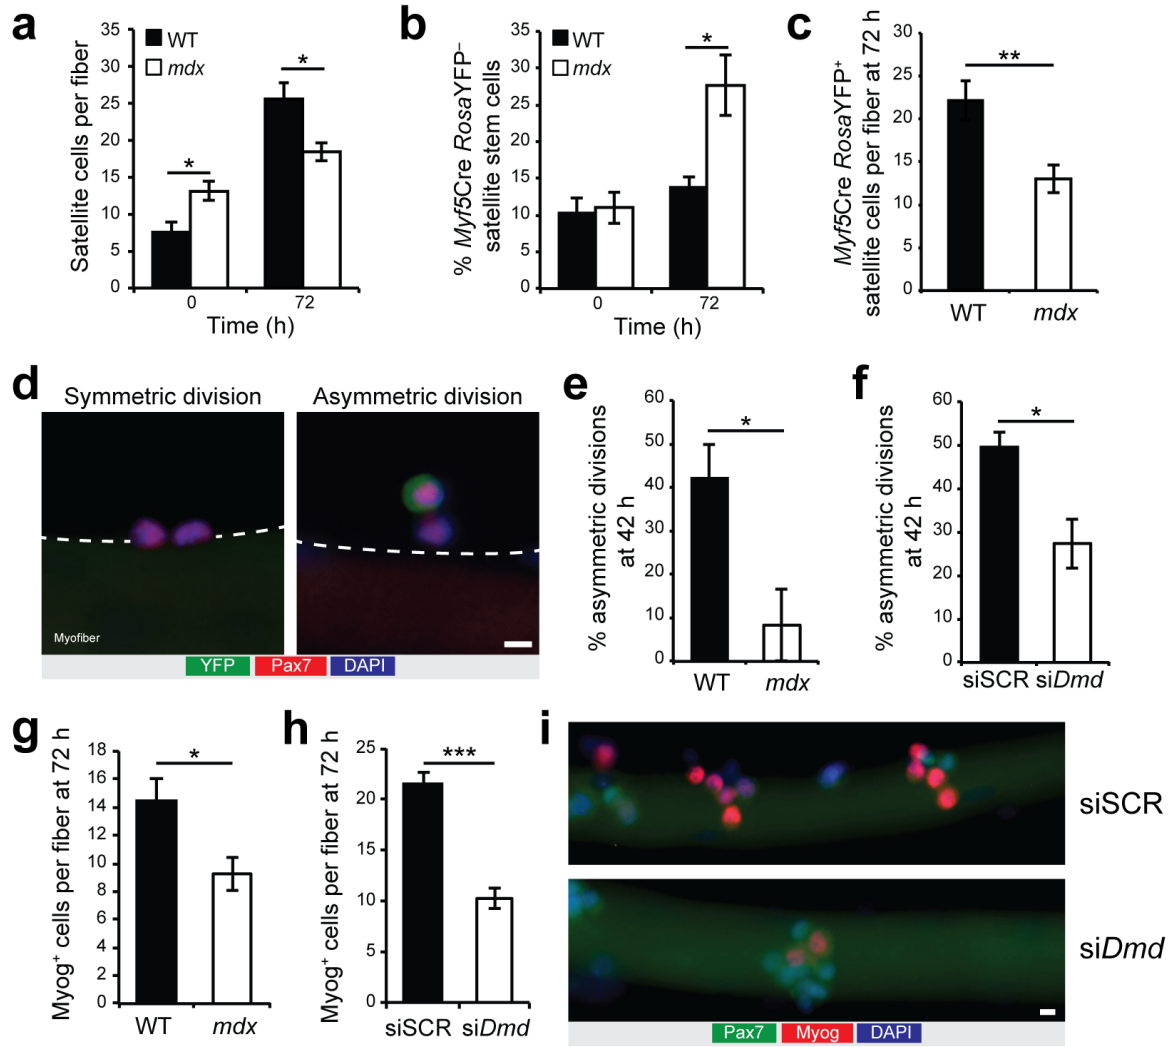 a
Satellite cells per fiber
35
30
25
20
15
10
5
0
WT
mdx
*
*
0
72
Time (h)
b
% Myf5Cre RosaYFP⁻
satellite stem cells
35
30
25
20
15
10
5
0
WT
mdx
*
0
72
Time (h)
c
Myf5Cre RosaYFP⁺
satellite cells per fiber at 72 h
30
25
20
15
10
5
0
**
WT
mdx
d
Symmetric division
Asymmetric division
Myofiber
YFP
Pax7
DAPI
e
% asymmetric divisions
at 42 h
60
50
40
30
20
10
0
*
WT
mdx
f
% asymmetric divisions
at 42 h
60
50
40
30
20
10
0
*
siSCR
siDmd
g
Myog⁺ cells per fiber at 72 h
18
16
14
12
10
8
6
4
2
0
*
WT
mdx
h
Myog⁺ cells per fiber at 72 h
25
20
15
10
5
0
***
siSCR
siDmd
i
siSCR
siDmd
Pax7
Myog
DAPI